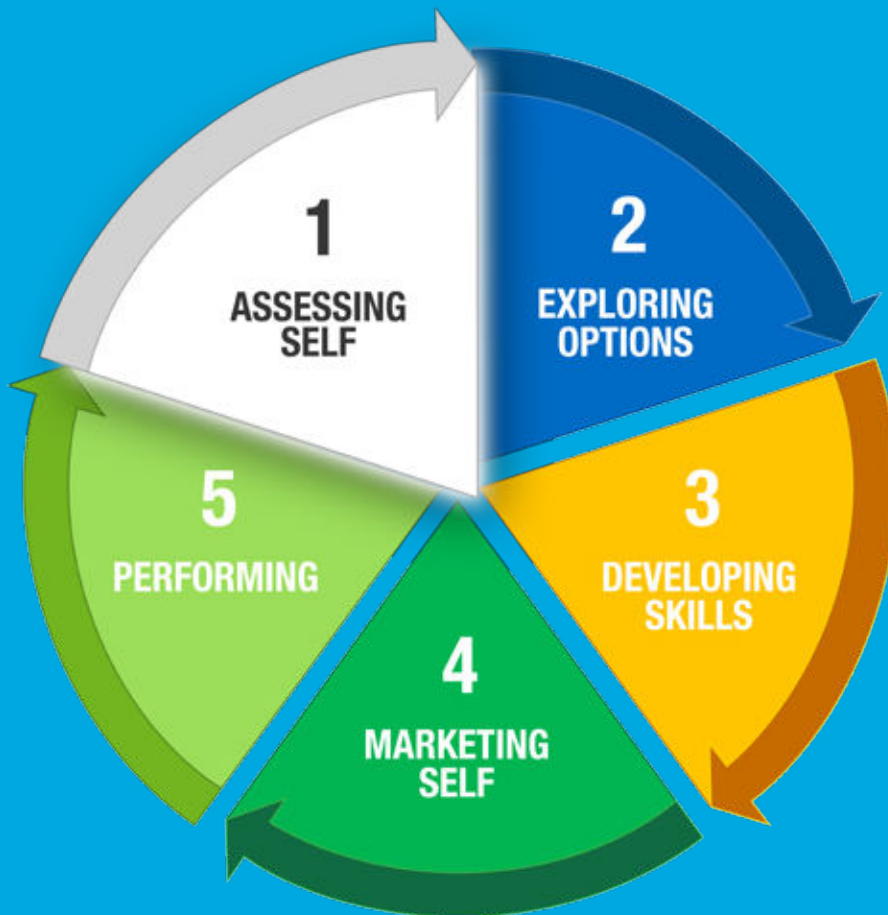 1
ASSESSING
SELF
2
EXPLORING
OPTIONS
3
DEVELOPING
SKILLS
4
MARKETING
SELF
5
PERFORMING